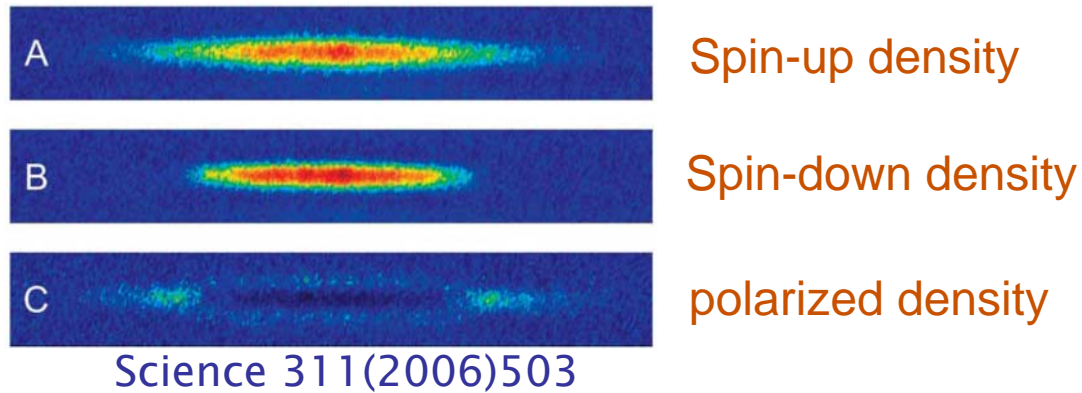 A
Spin-up density
B
Spin-down density
C
polarized density
Science 311(2006)503